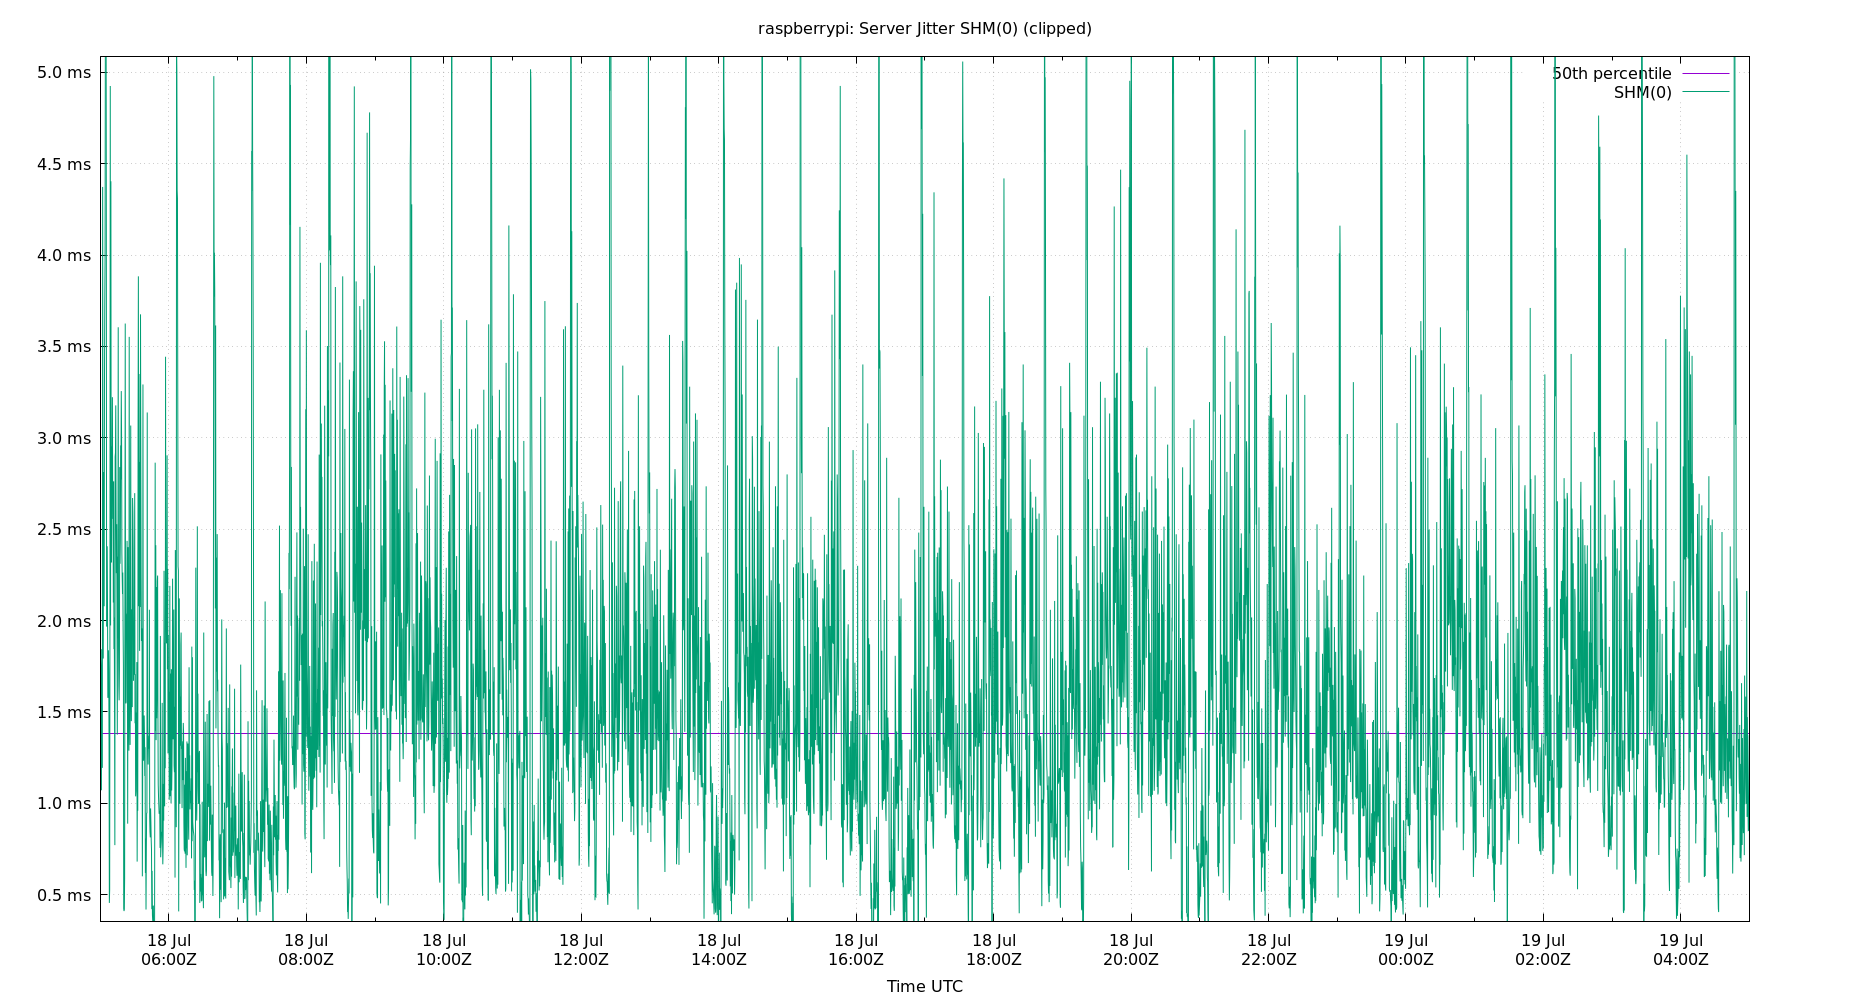 raspberrypi: Server Jitter SHM(0) (clipped)
50th percentile
SHM(0)
5.0 ms
4.5 ms
4.0 ms
3.5 ms
3.0 ms
2.5 ms
2.0 ms
1.5 ms
1.0 ms
0.5 ms
18 Jul 18 Jul 18 Jul 18 Jul 18 Jul 18 Jul 18 Jul 18 Jul 18 Jul 19 Jul 19 Jul 19 Jul
06:00Z 08:00Z 10:00Z 12:00Z 14:00Z 16:00Z 18:00Z 20:00Z 22:00Z 00:00Z 02:00Z 04:00Z
Time UTC